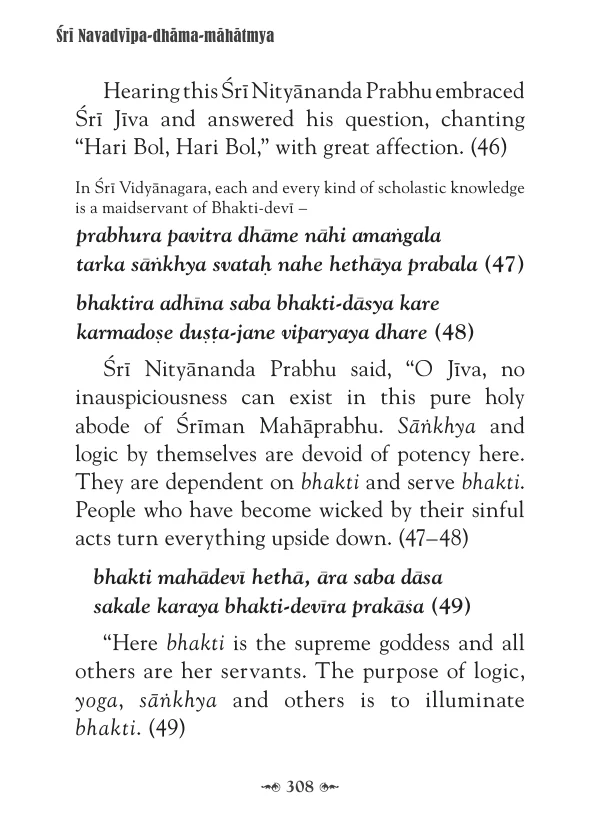 Śrī Navadvīpa-dhāma-māhātmya
Hearing this Śrī Nityānanda Prabhu embraced
Śrī Jīva and answered his question, chanting
“Hari Bol, Hari Bol,” with great affection. (46)
In Śrī Vidyānagara, each and every kind of scholastic knowledge
is a maidservant of Bhakti-devī –
prabhura pavitra dhāme nāhi amaṅgala
tarka sāṅkhya svataḥ nahe hethāya prabala (47)
bhaktira adhīna saba bhakti-dāsya kare
karmadoṣe duṣṭa-jane viparyaya dhare (48)
Śrī Nityānanda Prabhu said, “O Jīva, no
inauspiciousness can exist in this pure holy
abode of Śrīman Mahāprabhu. Sāṅkhya and
logic by themselves are devoid of potency here.
They are dependent on bhakti and serve bhakti.
People who have become wicked by their sinful
acts turn everything upside down. (47–48)
bhakti mahādevī hethā, āra saba dāsa
sakale karaya bhakti-devīra prakāśa (49)
“Here bhakti is the supreme goddess and all
others are her servants. The purpose of logic,
yoga, sāṅkhya and others is to illuminate
bhakti. (49)
308